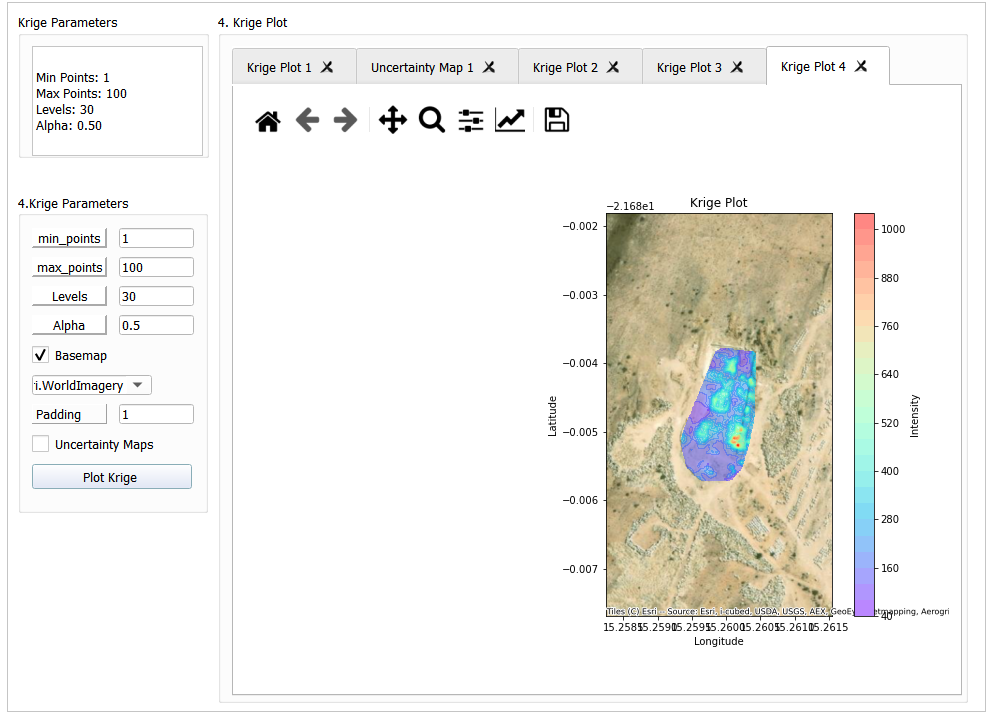 Krige Parameters
4. Krige Plot
Min Points: 1
Max Points: 100
Levels: 30
Alpha: 0.50
Krige Plot 1
Uncertainty Map 1
Krige Plot 2
Krige Plot 3
Krige Plot 4
4.Krige Parameters
min_points 1
max_points 100
Levels 30
Alpha 0.5
Basemap
i.WorldImagery
Padding 1
Uncertainty Maps
Plot Krige
−2.168e1
Krige Plot
−0.002
−0.003
−0.004
−0.005
−0.006
−0.007
Latitude
1000
880
760
640
520
400
280
160
40
Intensity
Tiles (C) Esri -- Source: Esri, i-cubed, USDA, USGS, AEX, GeoEy etmapping, Aerogri
15.2585 15.2590 15.2595 15.2600 15.2605 15.2610 15.2615
Longitude